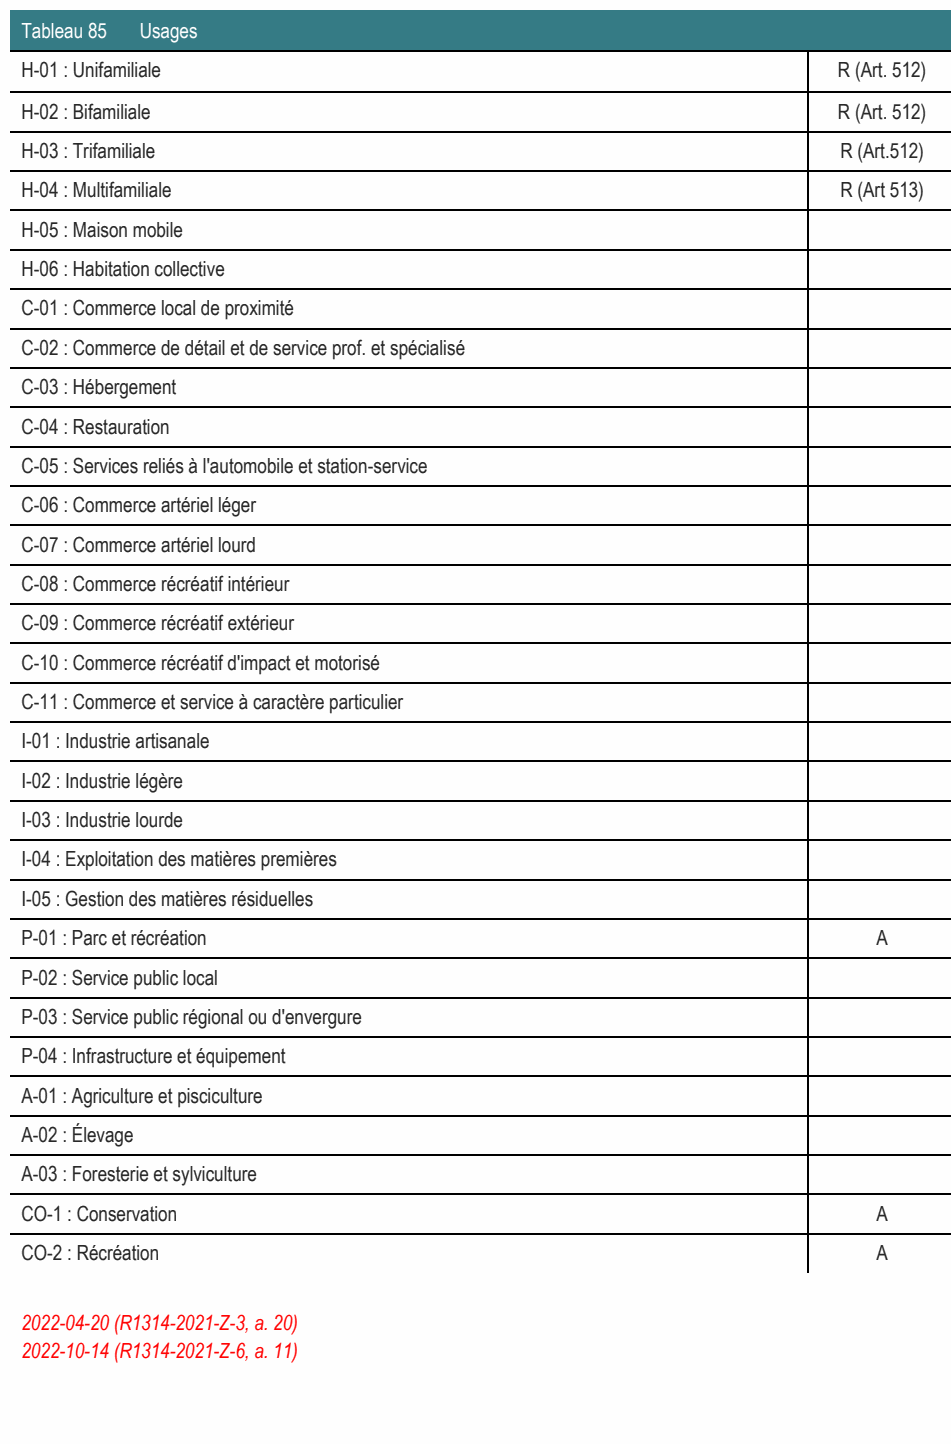 Tableau 85 Usages
H-01 : Unifamiliale R (Art. 512)
H-02 : Bifamiliale R (Art. 512)
H-03 : Trifamiliale R (Art.512)
H-04 : Multifamiliale R (Art 513)
H-05 : Maison mobile
H-06 : Habitation collective
C-01 : Commerce local de proximité
C-02 : Commerce de détail et de service prof. et spécialisé
C-03 : Hébergement
C-04 : Restauration
C-05 : Services reliés à l'automobile et station-service
C-06 : Commerce artériel léger
C-07 : Commerce artériel lourd
C-08 : Commerce récréatif intérieur
C-09 : Commerce récréatif extérieur
C-10 : Commerce récréatif d'impact et motorisé
C-11 : Commerce et service à caractère particulier
I-01 : Industrie artisanale
I-02 : Industrie légère
I-03 : Industrie lourde
I-04 : Exploitation des matières premières
I-05 : Gestion des matières résiduelles
P-01 : Parc et récréation A
P-02 : Service public local
P-03 : Service public régional ou d'envergure
P-04 : Infrastructure et équipement
A-01 : Agriculture et pisciculture
A-02 : Élevage
A-03 : Foresterie et sylviculture
CO-1 : Conservation A
CO-2 : Récréation A
2022-04-20 (R1314-2021-Z-3, a. 20)
2022-10-14 (R1314-2021-Z-6, a. 11)